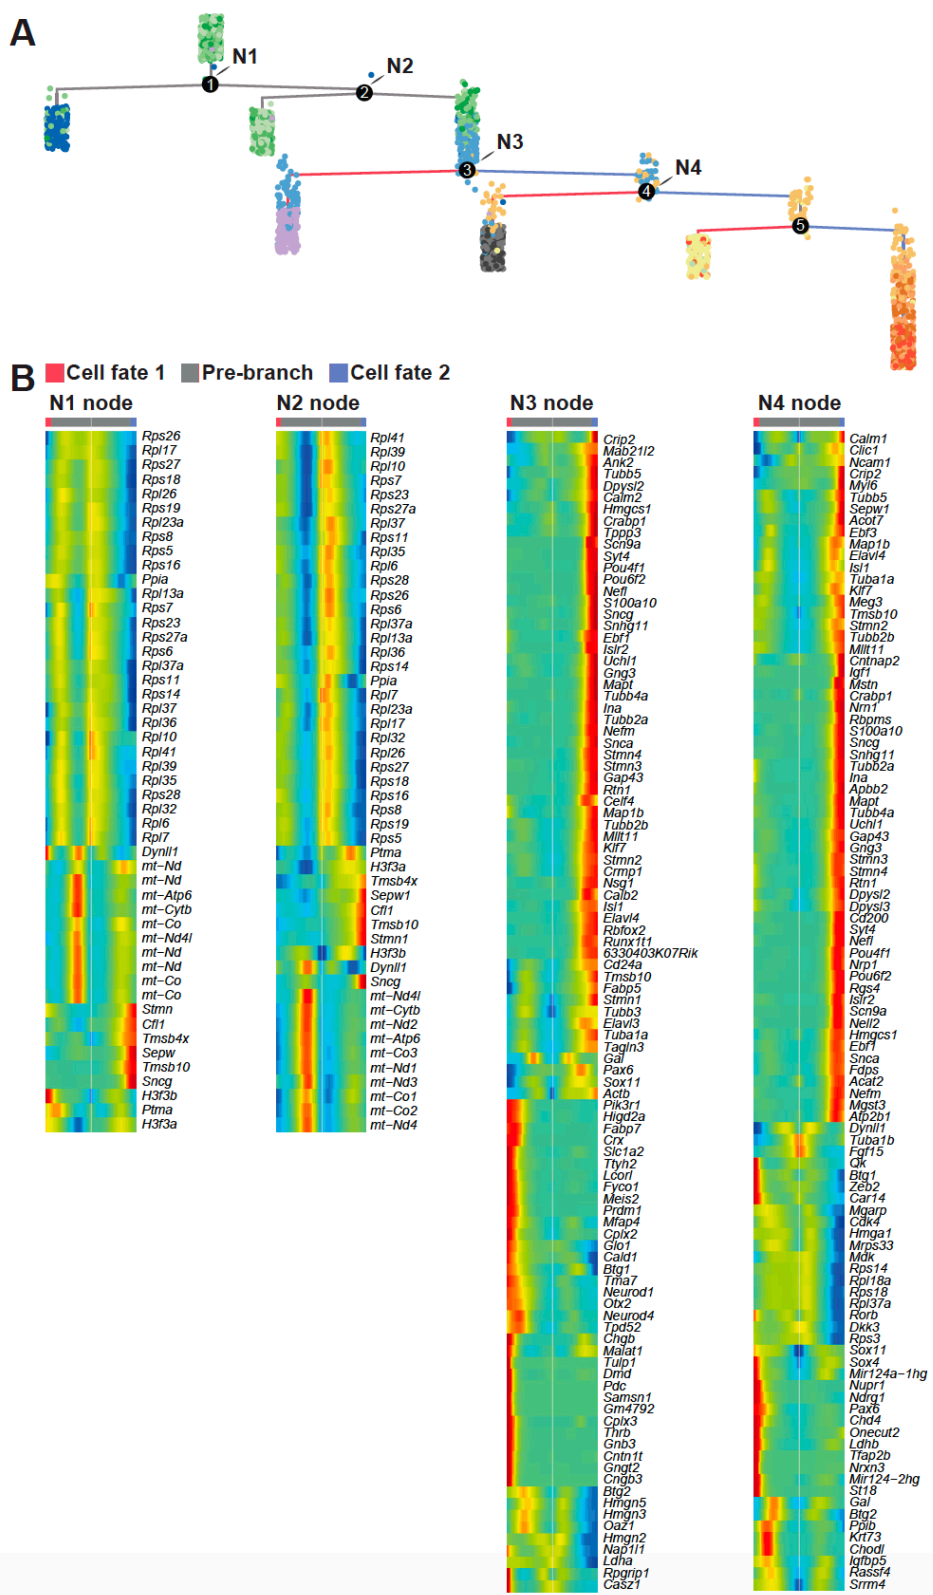 A
N1
N2
1
2
N3
3
N4
4
5
B
Cell fate 1 Pre-branch Cell fate 2
N1 node
Rps26
Rpl17
Rps27
Rps18
Rpl26
Rps19
Rpl23a
Rps8
Rps5
Rps16
Ppia
Rpl13a
Rps7
Rps23
Rps27a
Rps6
Rpl37a
Rps11
Rps14
Rpl37
Rpl36
Rpl10
Rpl41
Rpl39
Rpl35
Rps28
Rpl32
Rpl6
Rpl7
Dynll1
mt-Nd
mt-Nd
mt-Atp6
mt-Cytb
mt-Co
mt-Nd4l
mt-Nd
mt-Nd
mt-Co
mt-Co
Stmn
Cfl1
Tmsb4x
Sepw
Tmsb10
Sncg
H3f3b
Ptma
H3f3a
N2 node
Rpl41
Rpl39
Rpl10
Rps7
Rps23
Rps27a
Rpl37
Rps11
Rpl35
Rpl6
Rps28
Rps26
Rps6
Rpl37a
Rpl13a
Rpl36
Rps14
Ppia
Rpl7
Rpl23a
Rpl17
Rpl32
Rpl26
Rps27
Rps18
Rps16
Rps8
Rps19
Rps5
Ptma
H3f3a
Tmsb4x
Sepw1
Cfl1
Tmsb10
Stmn1
H3f3b
Dynll1
Sncg
mt-Nd4l
mt-Cytb
mt-Nd2
mt-Atp6
mt-Co3
mt-Nd1
mt-Nd3
mt-Co1
mt-Co2
mt-Nd4
N3 node
Crip2
Mab21l2
Ank2
Tubb5
Dpysl2
Calm2
Hmgcs1
Crabp1
Tppp3
Scn9a
Syt4
Pou4f1
Pou6f2
Nefl
S100a10
Sncg
Snhg11
Ebf1
Islr2
Uchl1
Gng3
Mapt
Tubb4a
Ina
Tubb2a
Nefm
Snca
Stmn4
Stmn3
Gap43
Rtn1
Celf4
Map1b
Tubb2b
Mllt11
Klf7
Stmn2
Crmp1
Nsg1
Calb2
Isl1
Elavl4
Rbfox2
Runx1t1
6330403K07Rik
Cd24a
Tmsb10
Fabp5
Stmn1
Tubb3
Elavl3
Tuba1a
Tagln3
Gal
Pax6
Sox11
Actb
Pik3r1
Higd2a
Fabp7
Crx
Slc1a2
Ttyh2
Lcorl
Fyco1
Meis2
Prdm1
Mfap4
Cplx2
Glo1
Cald1
Btg1
Tma7
Neurod1
Otx2
Neurod4
Tpd52
Chgb
Malat1
Tulp1
Dmd
Pdc
Samsn1
Gm4792
Cplx3
Thrb
Gnb3
Cntn1t
Gngt2
Cngb3
Btg2
Hmgn5
Hmgn3
Oaz1
Hmgn2
Nap1l1
Ldha
Rpgrip1
Casz1
N4 node
Calm1
Clic1
Ncam1
Crip2
Myl6
Tubb5
Sepw1
Acot7
Ebf3
Map1b
Elavl4
Isl1
Tuba1a
Klf7
Meg3
Tmsb10
Stmn2
Tubb2b
Mllt11
Cntnap2
Igf1
Mstn
Crabp1
Nrn1
Rbpms
S100a10
Sncg
Snhg11
Tubb2a
Ina
Apbb2
Mapt
Tubb4a
Uchl1
Gap43
Gng3
Stmn3
Stmn4
Rtn1
Dpysl2
Dpysl3
Cd200
Syt4
Nefl
Pou4f1
Nrp1
Pou6f2
Rgs4
Islr2
Scn9a
Nell2
Hmgcs1
Ebf1
Snca
Fdps
Acat2
Nefm
Mgst3
Atp2b1
Dynll1
Tuba1b
Fgf15
Qk
Btg1
Zeb2
Car14
Mgarp
Cdk4
Hmga1
Mrps33
Mdk
Rps14
Rpl18a
Rps18
Rpl37a
Rorb
Dkk3
Rps3
Sox11
Sox4
Mir124a-1hg
Nupr1
Ndrg1
Pax6
Chd4
Onecut2
Ldhb
Tfap2b
Nrxn3
Mir124-2hg
St18
Gal
Btg2
Ppib
Krt73
Chodl
Igfbp5
Rassf4
Srrm4